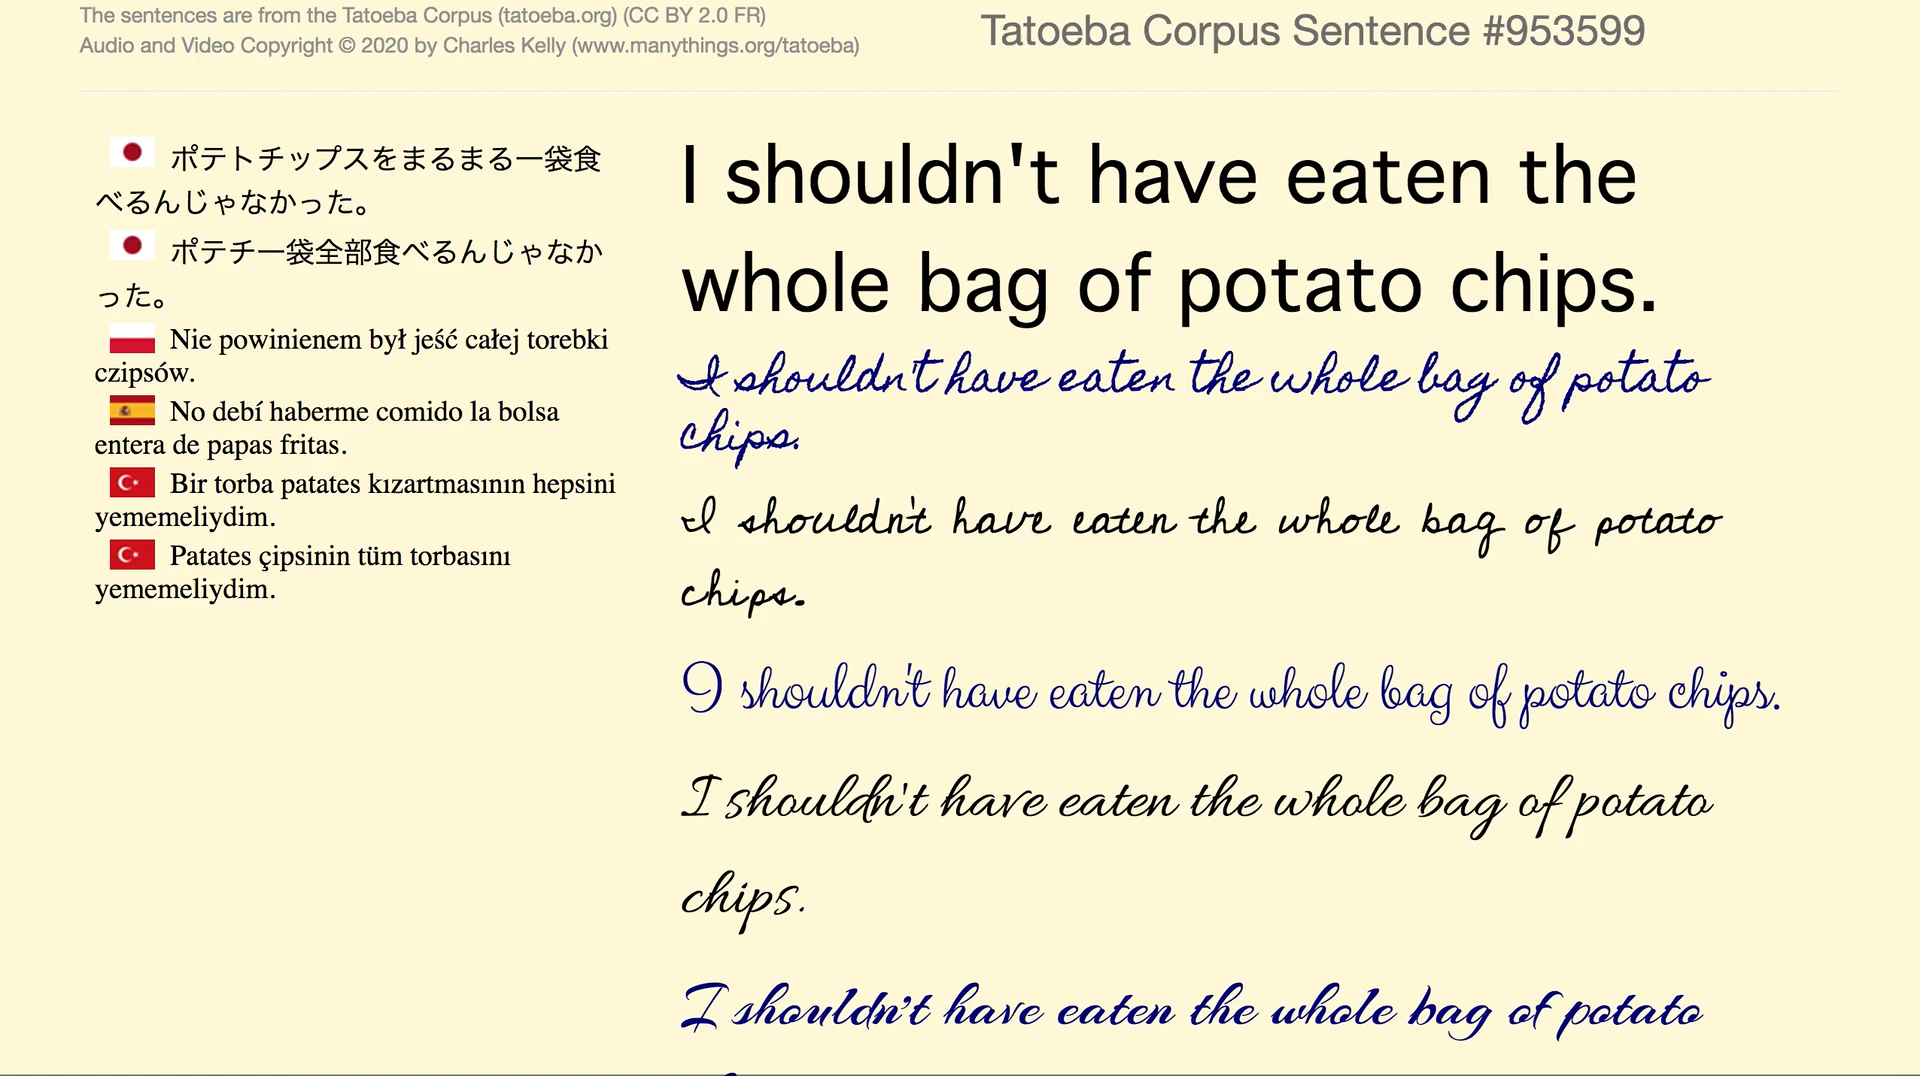 The sentences are from the Tatoeba Corpus (tatoeba.org) (CC BY 2.0 FR)
Audio and Video Copyright © 2020 by Charles Kelly (www.manythings.org/tatoeba)
Tatoeba Corpus Sentence #953599
ポテトチップスをまるまる一袋食
べるんじゃなかった。
ポテチ一袋全部食べるんじゃなか
った。
Nie powinienem był jeść całej torebki
czipsów.
No debí haberme comido la bolsa
entera de papas fritas.
Bir torba patates kızartmasının hepsini
yememeliydim.
Patates çipsinin tüm torbasını
yememeliydim.
I shouldn't have eaten the
whole bag of potato chips.
I shouldn't have eaten the whole bag of potato
chips.
I shouldn't have eaten the whole bag of potato
chips.
I shouldn't have eaten the whole bag of potato chips.
I shouldn't have eaten the whole bag of potato
chips.
I shouldn't have eaten the whole bag of potato